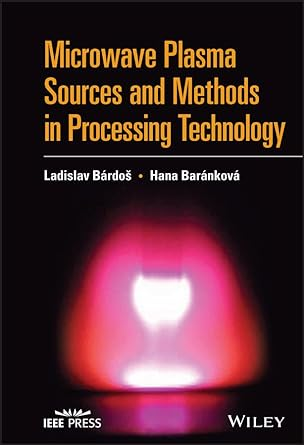 Microwave Plasma
Sources and Methods
in Processing Technology
Ladislav Bárdoš • Hana Baránková
IEEE PRESS
WILEY